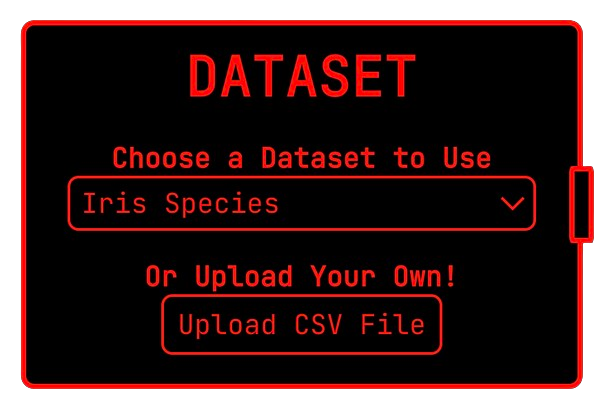 DATASET
Choose a Dataset to Use
Iris Species
Or Upload Your Own!
Upload CSV File